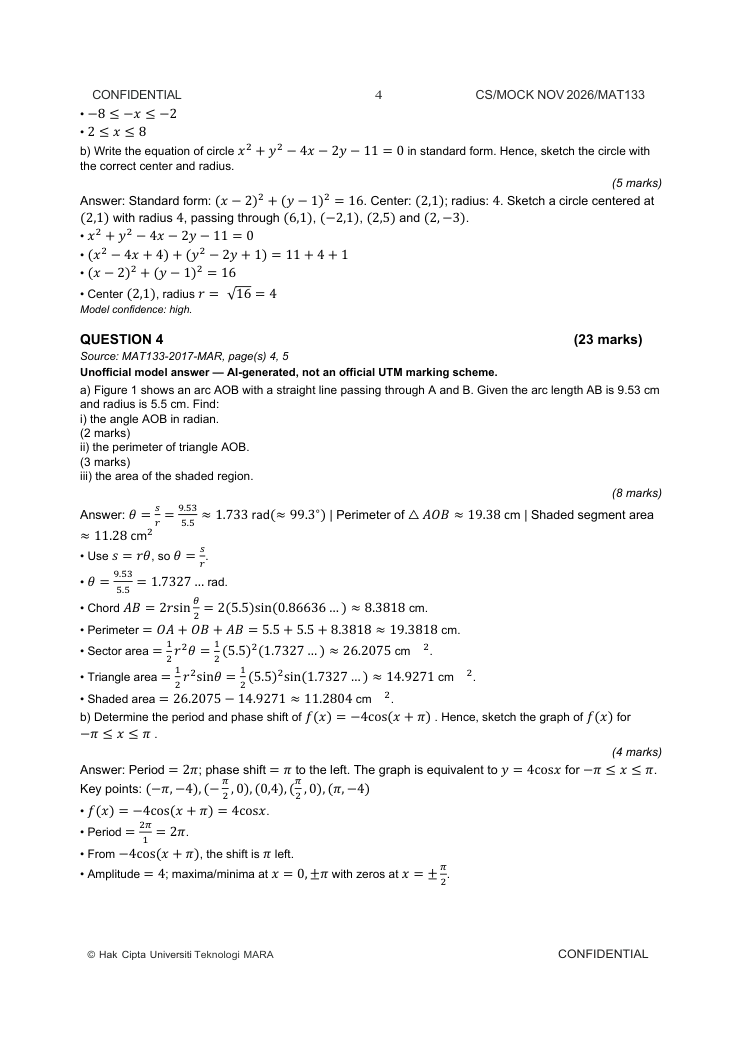 CONFIDENTIAL 4 CS/MOCK NOV 2026/MAT133
• −8 ≤ −x ≤ −2
• 2 ≤ x ≤ 8
b) Write the equation of circle x² + y² − 4x − 2y − 11 = 0 in standard form. Hence, sketch the circle with
the correct center and radius.
(5 marks)
Answer: Standard form: (x − 2)² + (y − 1)² = 16. Center: (2,1); radius: 4. Sketch a circle centered at
(2,1) with radius 4, passing through (6,1), (−2,1), (2,5) and (2, −3).
• x² + y² − 4x − 2y − 11 = 0
• (x² − 4x + 4) + (y² − 2y + 1) = 11 + 4 + 1
• (x − 2)² + (y − 1)² = 16
• Center (2,1), radius r = √16 = 4
Model confidence: high.
QUESTION 4 (23 marks)
Source: MAT133-2017-MAR, page(s) 4, 5
Unofficial model answer — AI-generated, not an official UTM marking scheme.
a) Figure 1 shows an arc AOB with a straight line passing through A and B. Given the arc length AB is 9.53 cm
and radius is 5.5 cm. Find:
i) the angle AOB in radian.
(2 marks)
ii) the perimeter of triangle AOB.
(3 marks)
iii) the area of the shaded region.
(8 marks)
Answer: θ = s/r = 9.53/5.5 ≈ 1.733 rad(≈ 99.3°) | Perimeter of △ AOB ≈ 19.38 cm | Shaded segment area
≈ 11.28 cm²
• Use s = rθ, so θ = s/r.
• θ = 9.53/5.5 = 1.7327 … rad.
• Chord AB = 2rsin θ/2 = 2(5.5)sin(0.86636 … ) ≈ 8.3818 cm.
• Perimeter = OA + OB + AB = 5.5 + 5.5 + 8.3818 ≈ 19.3818 cm.
• Sector area = 1/2 r²θ = 1/2 (5.5)²(1.7327 … ) ≈ 26.2075 cm ².
• Triangle area = 1/2 r²sinθ = 1/2 (5.5)²sin(1.7327 … ) ≈ 14.9271 cm ².
• Shaded area = 26.2075 − 14.9271 ≈ 11.2804 cm ².
b) Determine the period and phase shift of f(x) = −4cos(x + π) . Hence, sketch the graph of f(x) for
−π ≤ x ≤ π .
(4 marks)
Answer: Period = 2π; phase shift = π to the left. The graph is equivalent to y = 4cosx for −π ≤ x ≤ π.
Key points: (−π, −4), (−π/2, 0), (0,4), (π/2, 0), (π, −4)
• f(x) = −4cos(x + π) = 4cosx.
• Period = 2π/1 = 2π.
• From −4cos(x + π), the shift is π left.
• Amplitude = 4; maxima/minima at x = 0, ±π with zeros at x = ± π/2.
© Hak Cipta Universiti Teknologi MARA CONFIDENTIAL